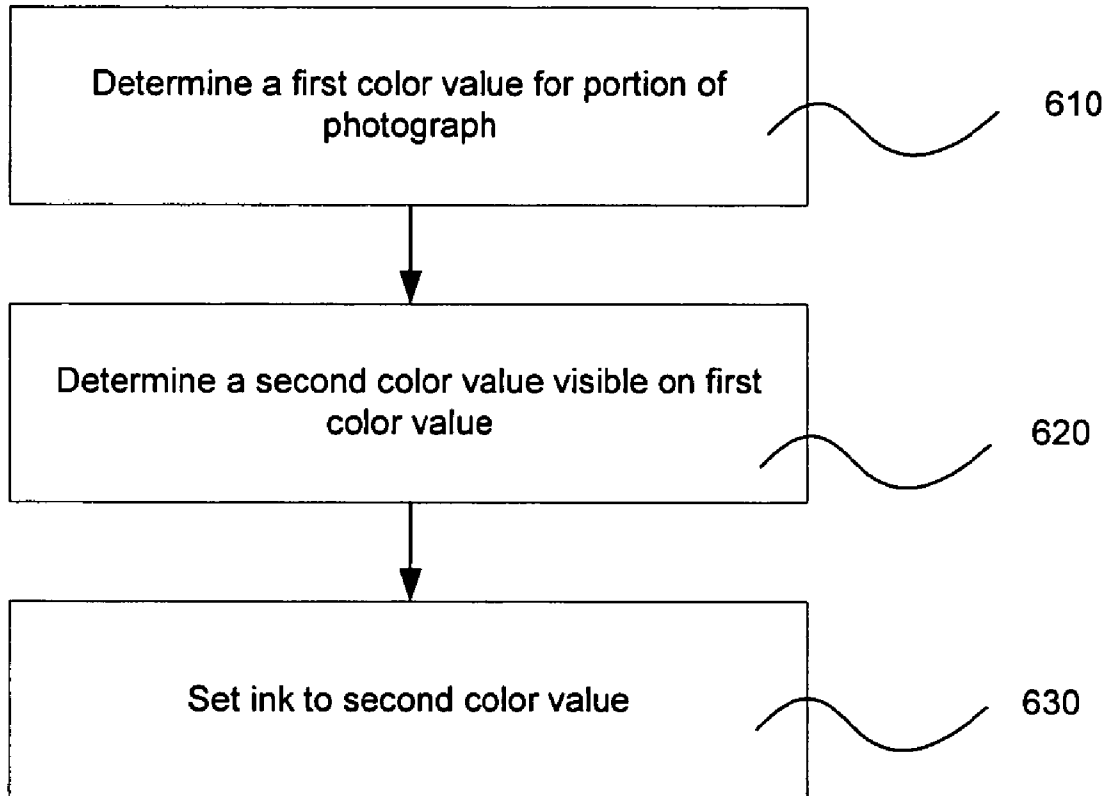 Determine a first color value for portion of
photograph
610
Determine a second color value visible on first
color value
620
Set ink to second color value
630